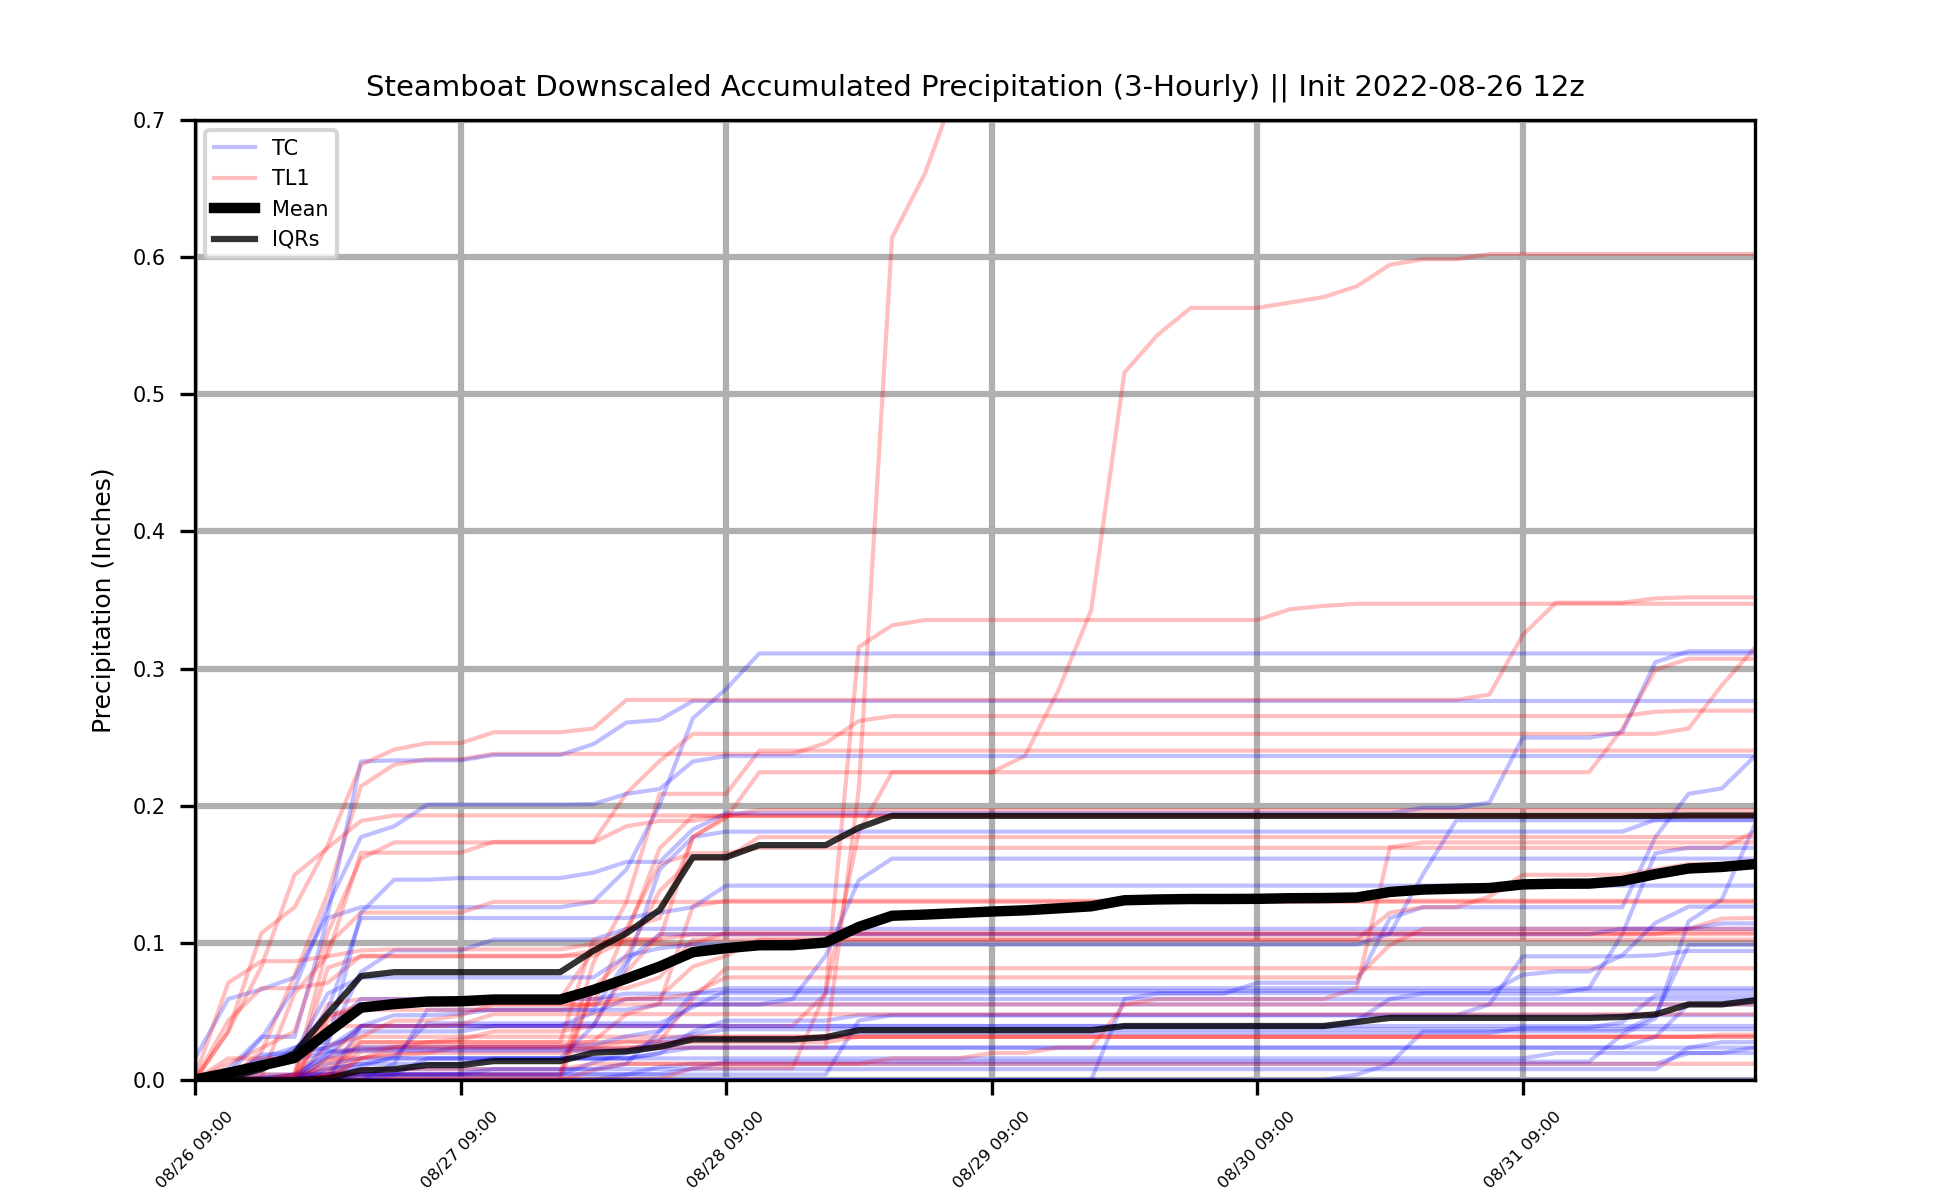 Steamboat Downscaled Accumulated Precipitation (3-Hourly) || Init 2022-08-26 12z
TC
TL1
Mean
IQRs
Precipitation (Inches)
0.7
0.6
0.5
0.4
0.3
0.2
0.1
0.0
08/26 09:00
08/27 09:00
08/28 09:00
08/29 09:00
08/30 09:00
08/31 09:00